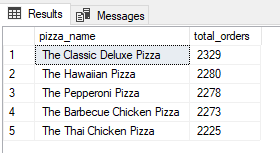 Results Messages
pizza_name total_orders
1 The Classic Deluxe Pizza 2329
2 The Hawaiian Pizza 2280
3 The Pepperoni Pizza 2278
4 The Barbecue Chicken Pizza 2273
5 The Thai Chicken Pizza 2225